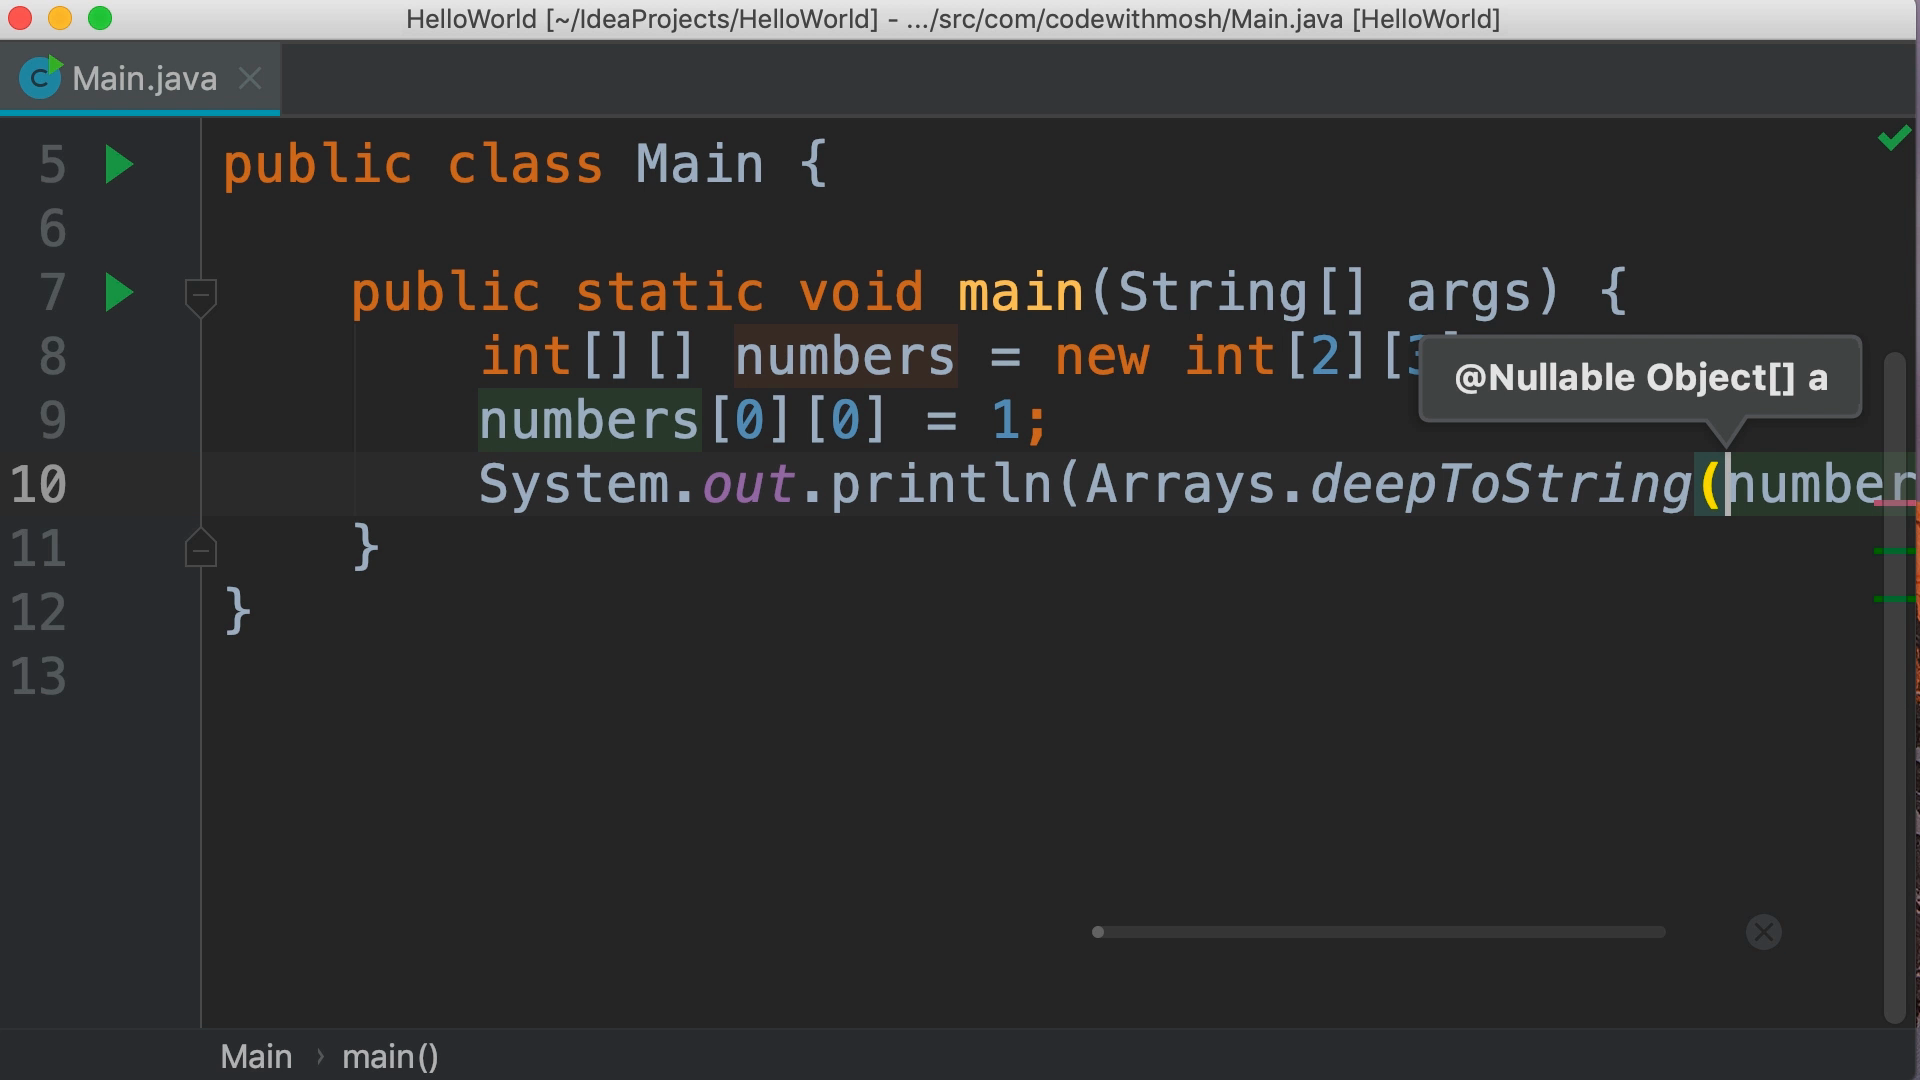 HelloWorld [~/IdeaProjects/HelloWorld] - .../src/com/codewithmosh/Main.java [HelloWorld]
Main.java
5 public class Main {
6
7 public static void main(String[] args) {
8 int[][] numbers = new int[2][3]
@Nullable Object[] a
9 numbers[0][0] = 1;
10 System.out.println(Arrays.deepToString(number
11 }
12 }
13
Main › main()